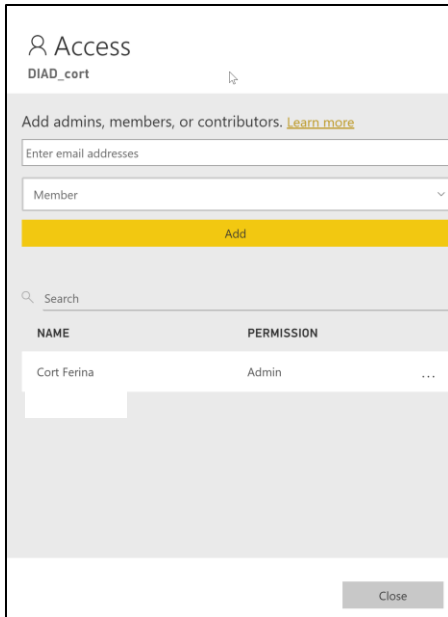 Access
DIAD_cort
Add admins, members, or contributors. Learn more
Enter email addresses
Member
Add
Search
NAME PERMISSION
Cort Ferina Admin ...
Close